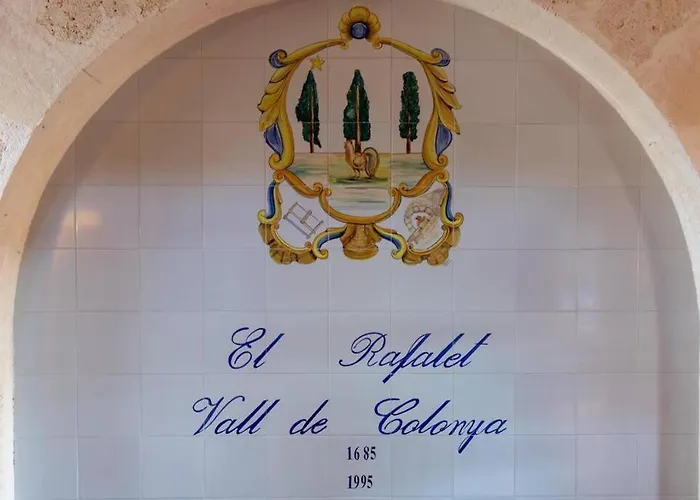 El Rafalet
Vall de Colonya
1685
1995